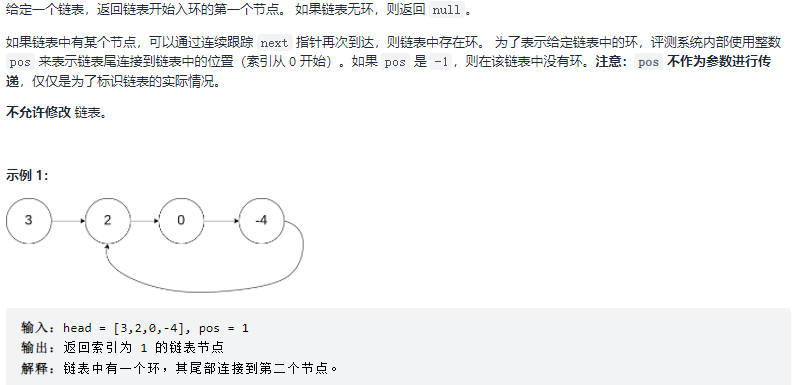 给定一个链表，返回链表开始入环的第一个节点。 如果链表无环，则返回 null。
如果链表中有某个节点，可以通过连续跟踪 next 指针再次到达，则链表中存在环。 为了表示给定链表中的环，评测系统内部使用整数
pos 来表示链表尾连接到链表中的位置（索引从 0 开始）。如果 pos 是 -1，则在该链表中没有环。注意：pos 不作为参数进行传
递，仅仅是为了标识链表的实际情况。
不允许修改 链表。
示例 1：
3 2 0 -4
输入：head = [3,2,0,-4], pos = 1
输出：返回索引为 1 的链表节点
解释：链表中有一个环，其尾部连接到第二个节点。